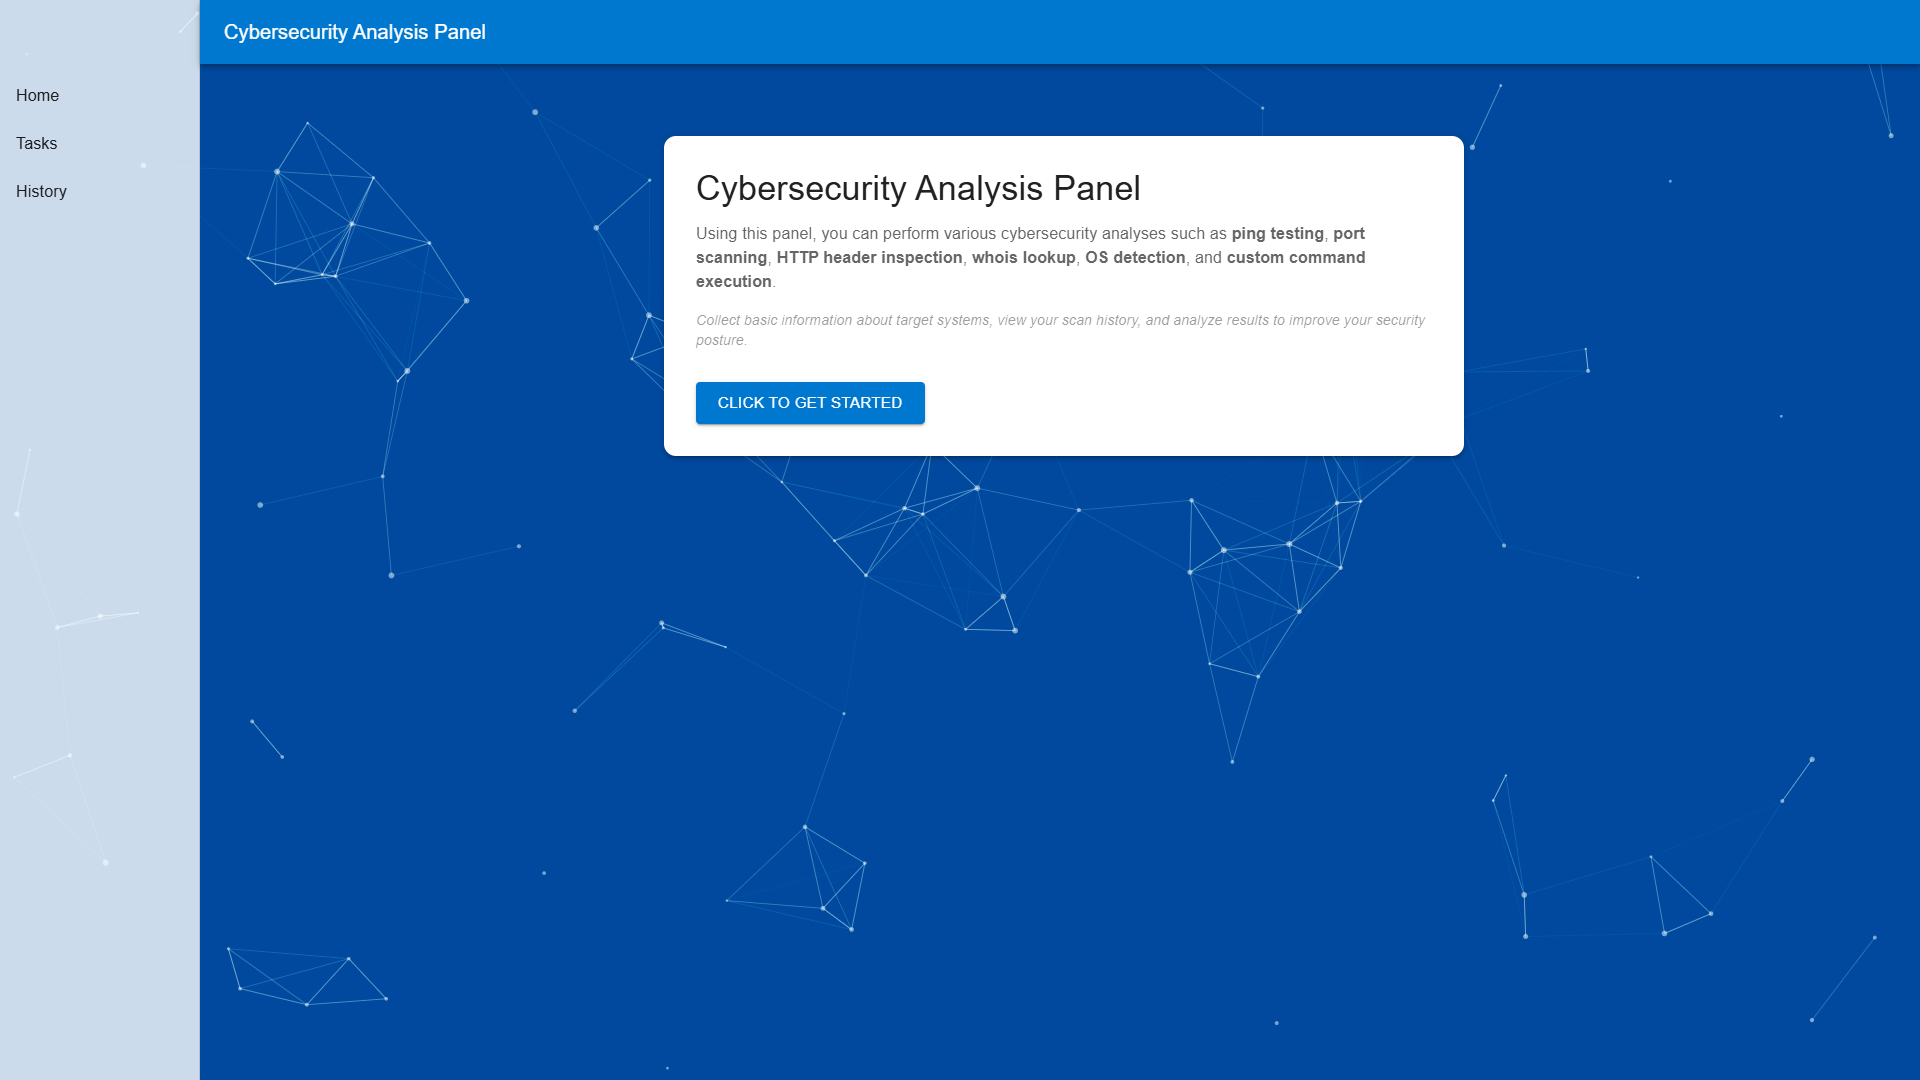 Cybersecurity Analysis Panel
Home
Tasks
History
Cybersecurity Analysis Panel
Using this panel, you can perform various cybersecurity analyses such as ping testing, port
scanning, HTTP header inspection, whois lookup, OS detection, and custom command
execution.
Collect basic information about target systems, view your scan history, and analyze results to improve your security
posture.
CLICK TO GET STARTED